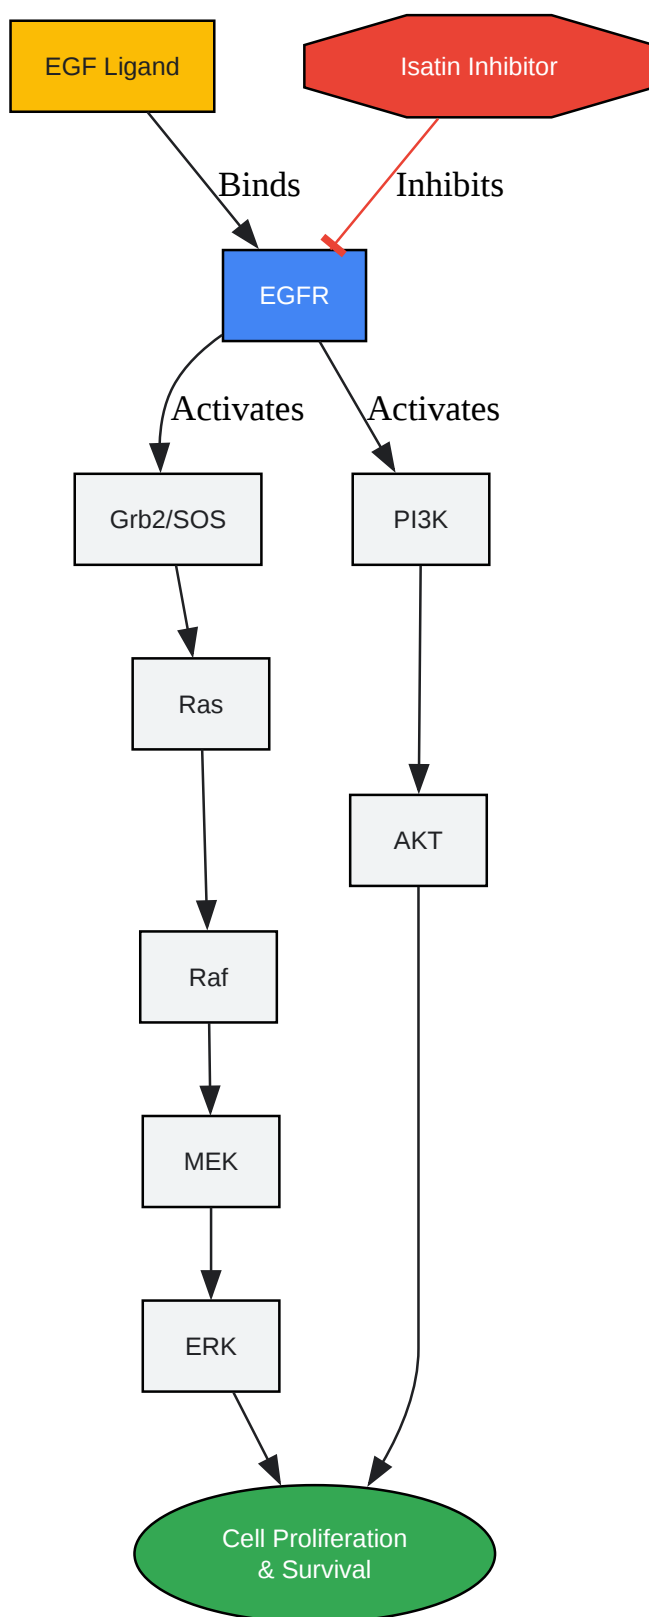 EGF Ligand
Isatin Inhibitor
Binds
Inhibits
EGFR
Activates
Activates
Grb2/SOS
PI3K
Ras
AKT
Raf
MEK
ERK
Cell Proliferation
& Survival